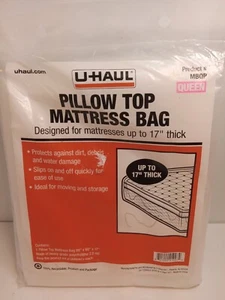 uhaul.com
U-HAUL
Product #
MBQP
QUEEN
PILLOW TOP
MATTRESS BAG
Designed for mattresses up to 17" thick
• Protects against dirt, debris
and water damage
• Slips on and off quickly for
ease of use
• Ideal for moving and storage
UP TO
17" THICK